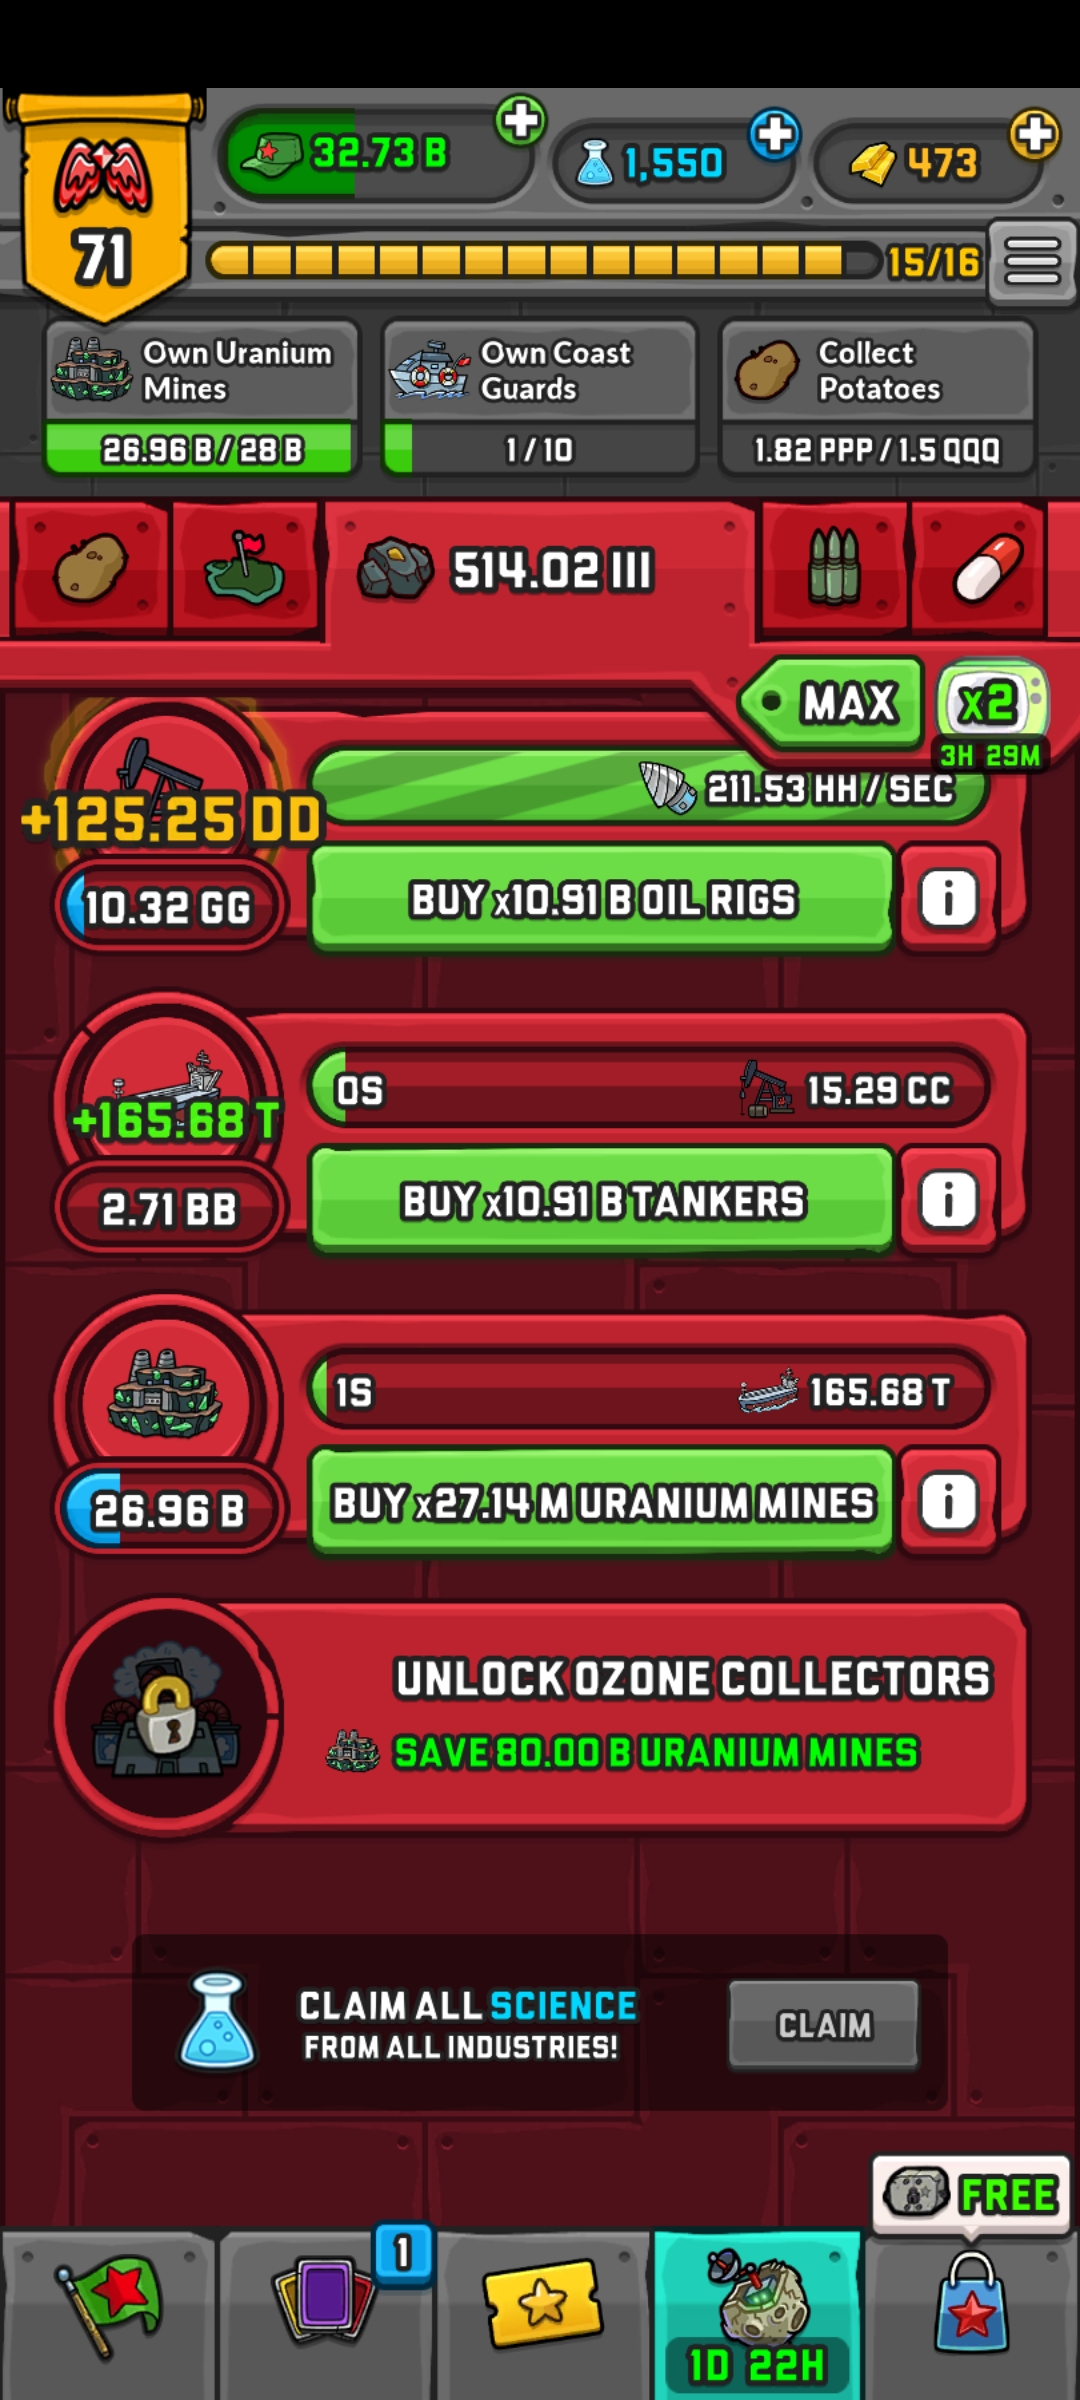 32.73 B
1,550
473
71
15/16
Own Uranium
Mines
26.96 B / 28 B
Own Coast
Guards
1 / 10
Collect
Potatoes
1.82 PPP / 1.5 QQQ
514.02 III
MAX
x2
3H 29M
211.53 HH / SEC
+125.25 DD
10.32 GG
BUY x10.91 B OIL RIGS
i
0S
15.29 CC
+165.68 T
2.71 BB
BUY x10.91 B TANKERS
i
1S
165.68 T
26.96 B
BUY x27.14 M URANIUM MINES
i
UNLOCK OZONE COLLECTORS
SAVE 80.00 B URANIUM MINES
CLAIM ALL SCIENCE
FROM ALL INDUSTRIES!
CLAIM
FREE
1
1D 22H